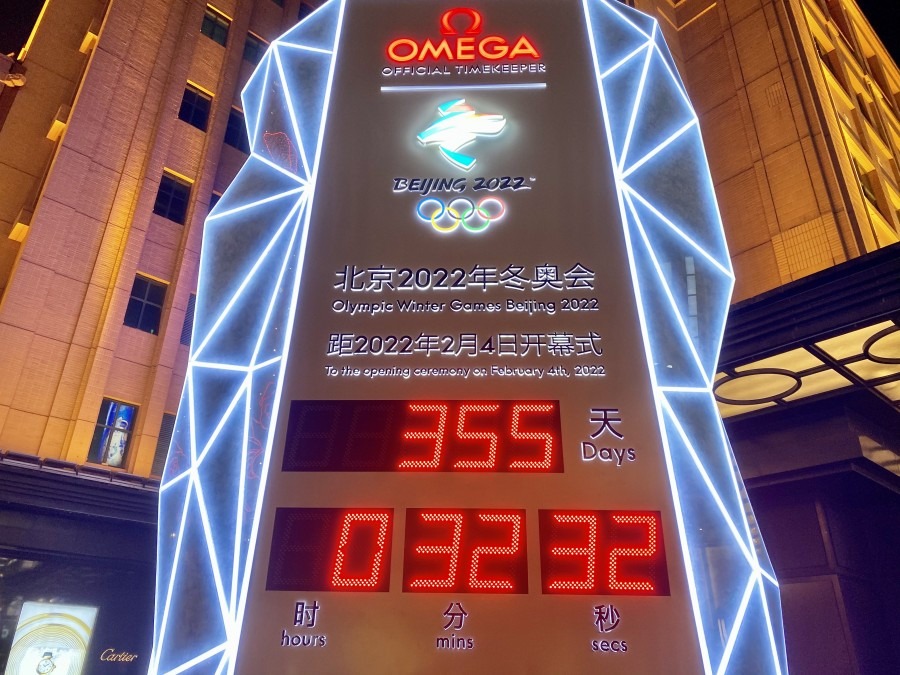 OMEGA
OFFICIAL TIMEKEEPER
BEIJING 2022™
北京2022年冬奥会
Olympic Winter Games Beijing 2022
距2022年2月4日开幕式
To the opening ceremony on February 4th, 2022
355 天
Days
0 32 32
时 分 秒
hours mins secs
Cartier